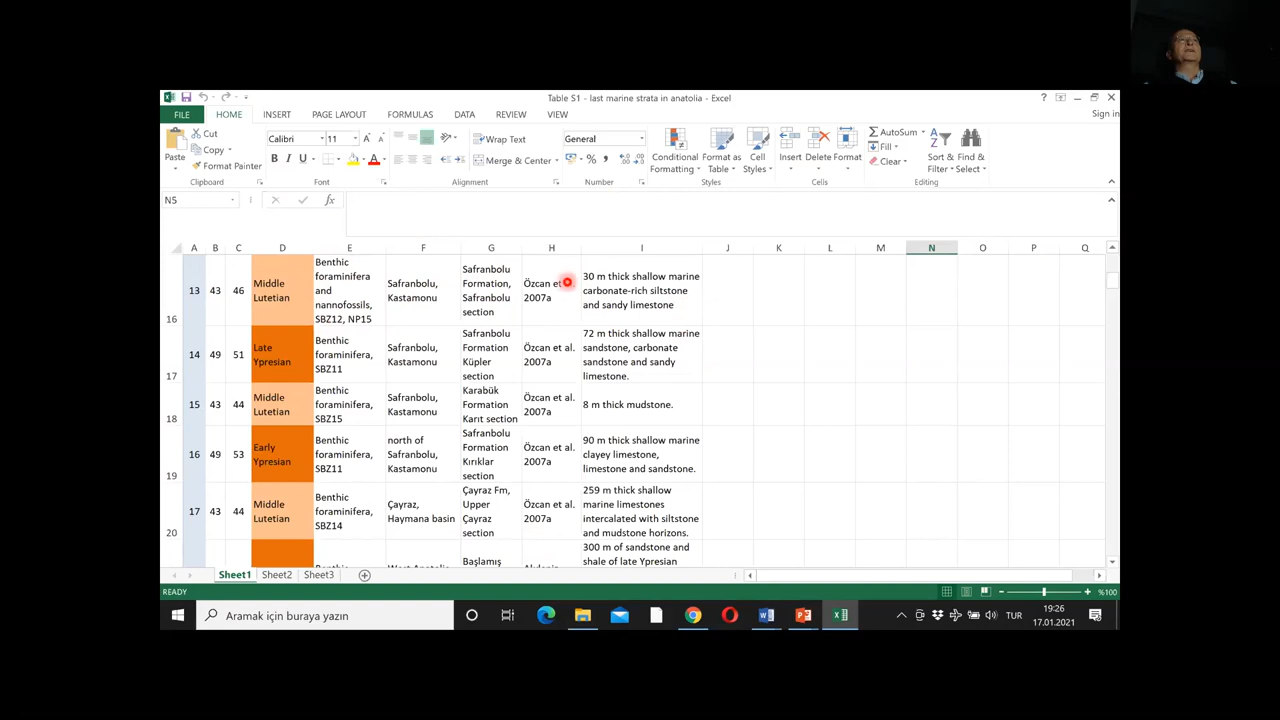 Table S1 - last marine strata in anatolia - Excel
FILE HOME INSERT PAGE LAYOUT FORMULAS DATA REVIEW VIEW Sign in
Paste
Cut
Copy
Format Painter
Clipboard
Calibri 11
B I U
Font
Wrap Text
Merge & Center
Alignment
General
Number
Conditional Formatting
Format as Table
Cell Styles
Styles
Insert Delete Format
Cells
AutoSum
Fill
Clear
Sort & Filter
Find & Select
Editing
N5
fx
A B C D E F G H I J K L M N O P Q
16
13
43
46
Middle
Lutetian
Benthic
foraminifera
and
nannofossils,
SBZ12, NP15
Safranbolu,
Kastamonu
Safranbolu
Formation,
Safranbolu
section
Özcan et
2007a
30 m thick shallow marine
carbonate-rich siltstone
and sandy limestone
17
14
49
51
Late
Ypresian
Benthic
foraminifera,
SBZ11
Safranbolu,
Kastamonu
Safranbolu
Formation
Küpler
section
Özcan et al.
2007a
72 m thick shallow marine
sandstone, carbonate
sandstone and sandy
limestone.
18
15
43
44
Middle
Lutetian
Benthic
foraminifera,
SBZ15
Safranbolu,
Kastamonu
Karabük
Formation
Karıt section
Özcan et al.
2007a
8 m thick mudstone.
19
16
49
53
Early
Ypresian
Benthic
foraminifera,
SBZ11
north of
Safranbolu,
Kastamonu
Safranbolu
Formation
Kırıklar
section
Özcan et al.
2007a
90 m thick shallow marine
clayey limestone,
limestone and sandstone.
20
17
43
44
Middle
Lutetian
Benthic
foraminifera,
SBZ14
Çayraz,
Haymana basin
Çayraz Fm,
Upper
Çayraz
section
Özcan et al.
2007a
259 m thick shallow
marine limestones
intercalated with siltstone
and mudstone horizons.
Başlamış
300 m of sandstone and
shale of late Ypresian
Sheet1 Sheet2 Sheet3
READY
%100
Aramak için buraya yazın
TUR
19:26
17.01.2021